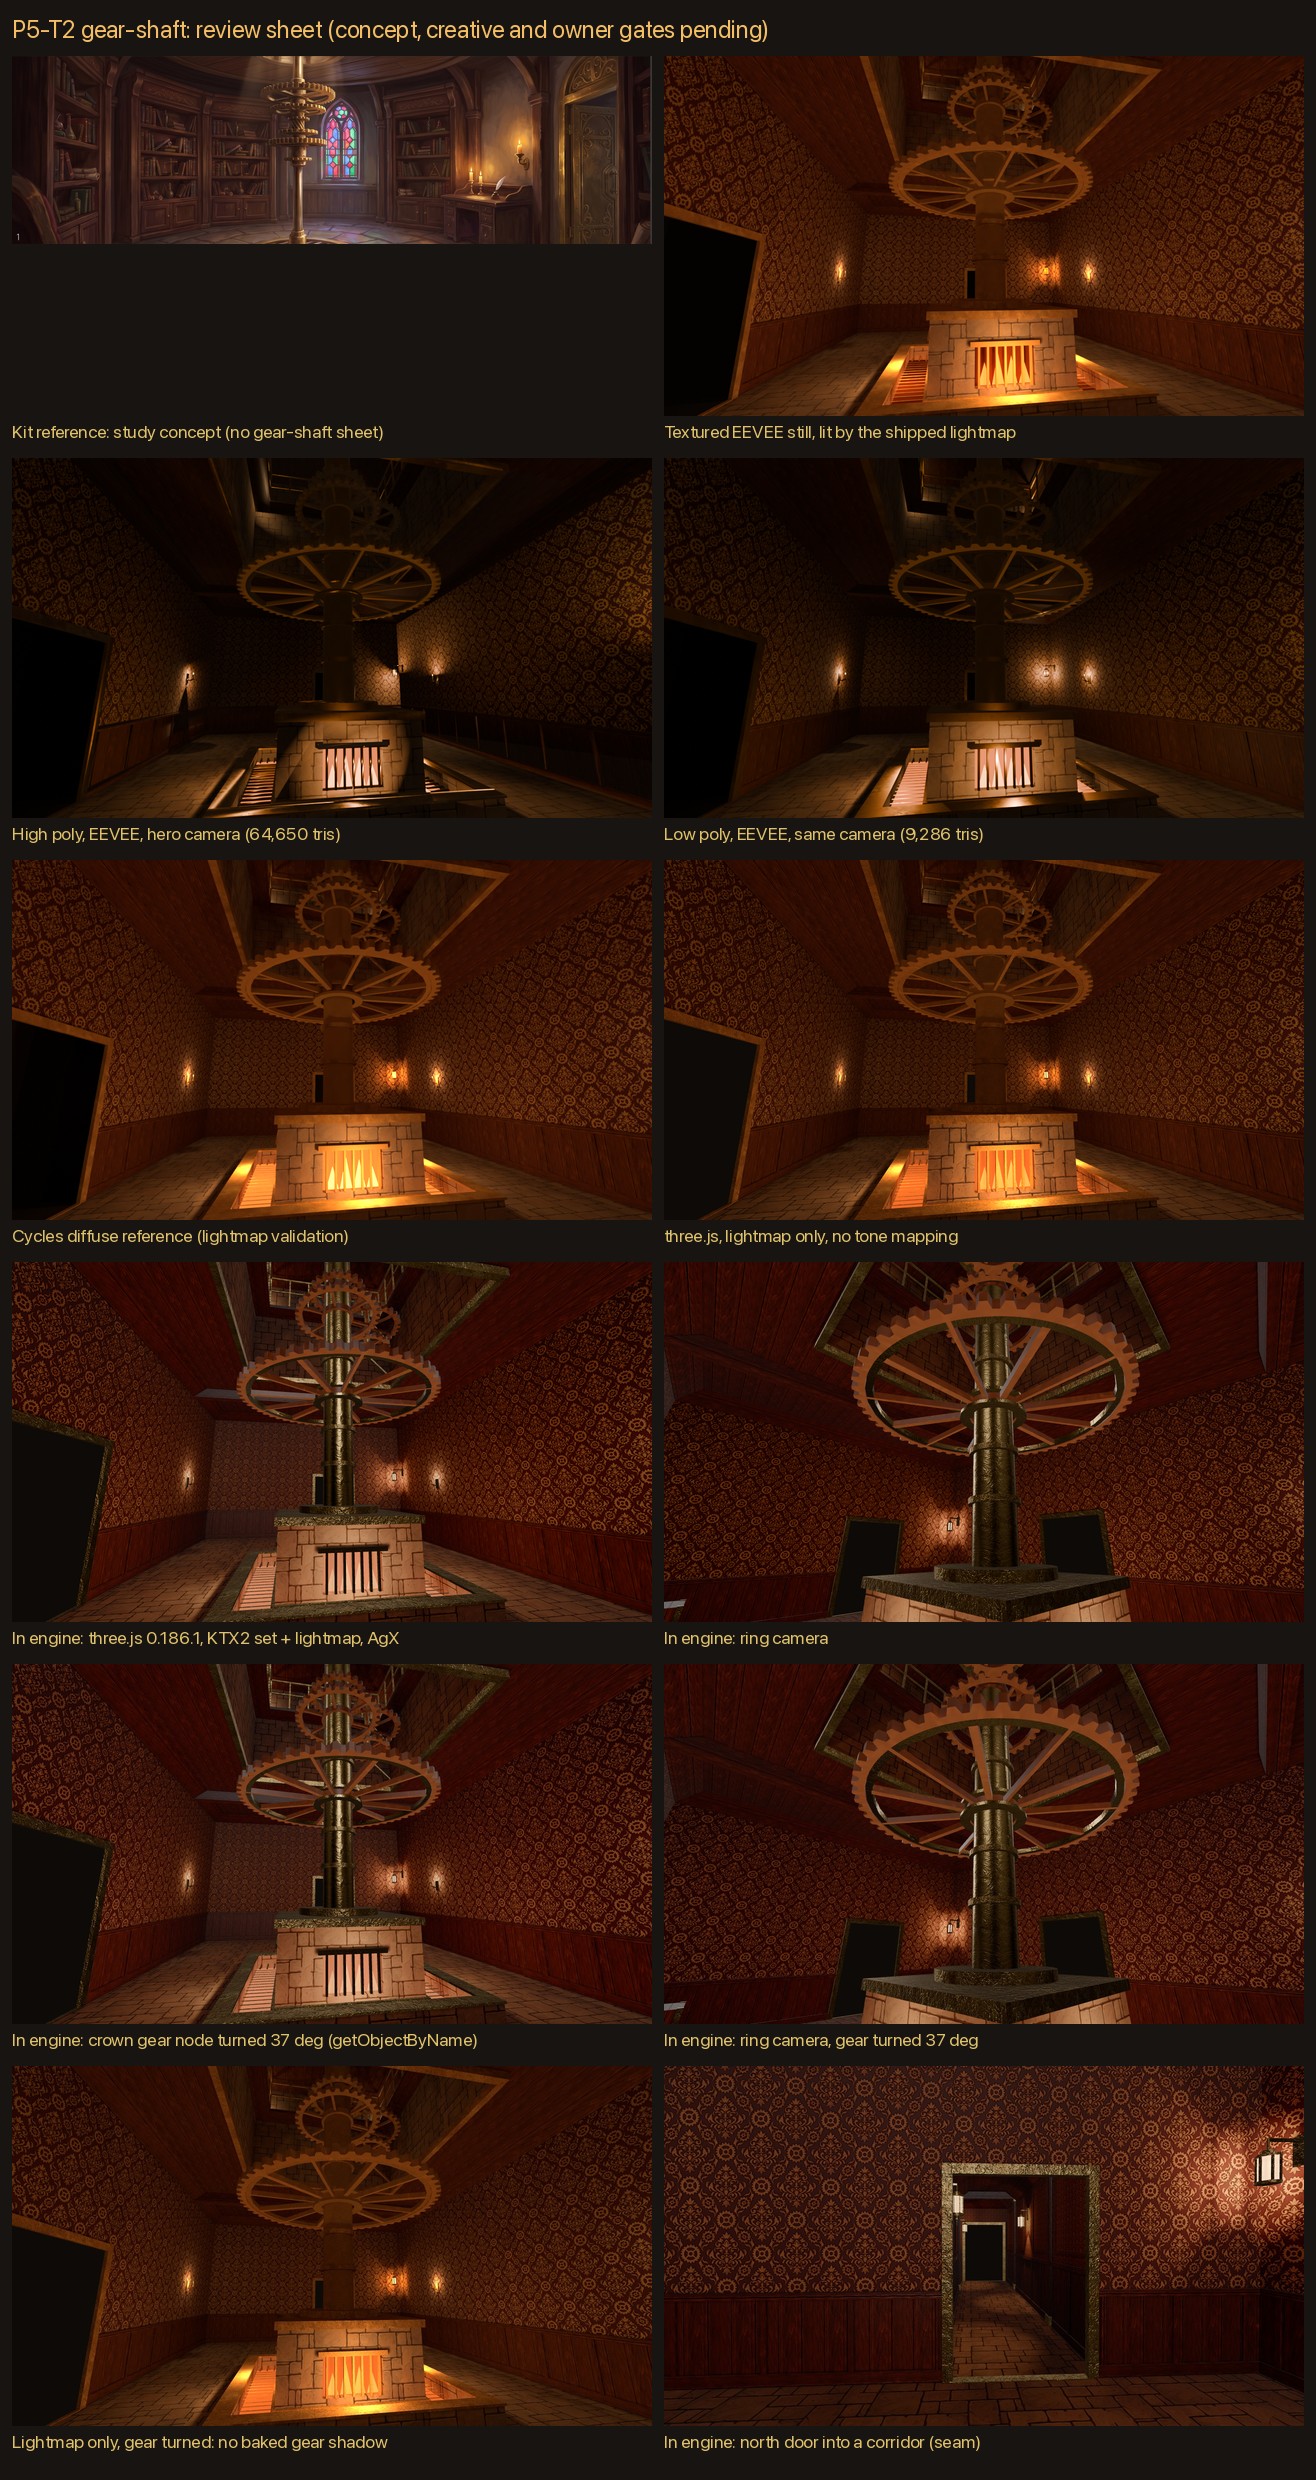 P5-T2 gear-shaft: review sheet (concept, creative and owner gates pending)
1
Kit reference: study concept (no gear-shaft sheet)
Textured EEVEE still, lit by the shipped lightmap
High poly, EEVEE, hero camera (64,650 tris)
Low poly, EEVEE, same camera (9,286 tris)
Cycles diffuse reference (lightmap validation)
three.js, lightmap only, no tone mapping
In engine: three.js 0.186.1, KTX2 set + lightmap, AgX
In engine: ring camera
In engine: crown gear node turned 37 deg (getObjectByName)
In engine: ring camera, gear turned 37 deg
Lightmap only, gear turned: no baked gear shadow
In engine: north door into a corridor (seam)